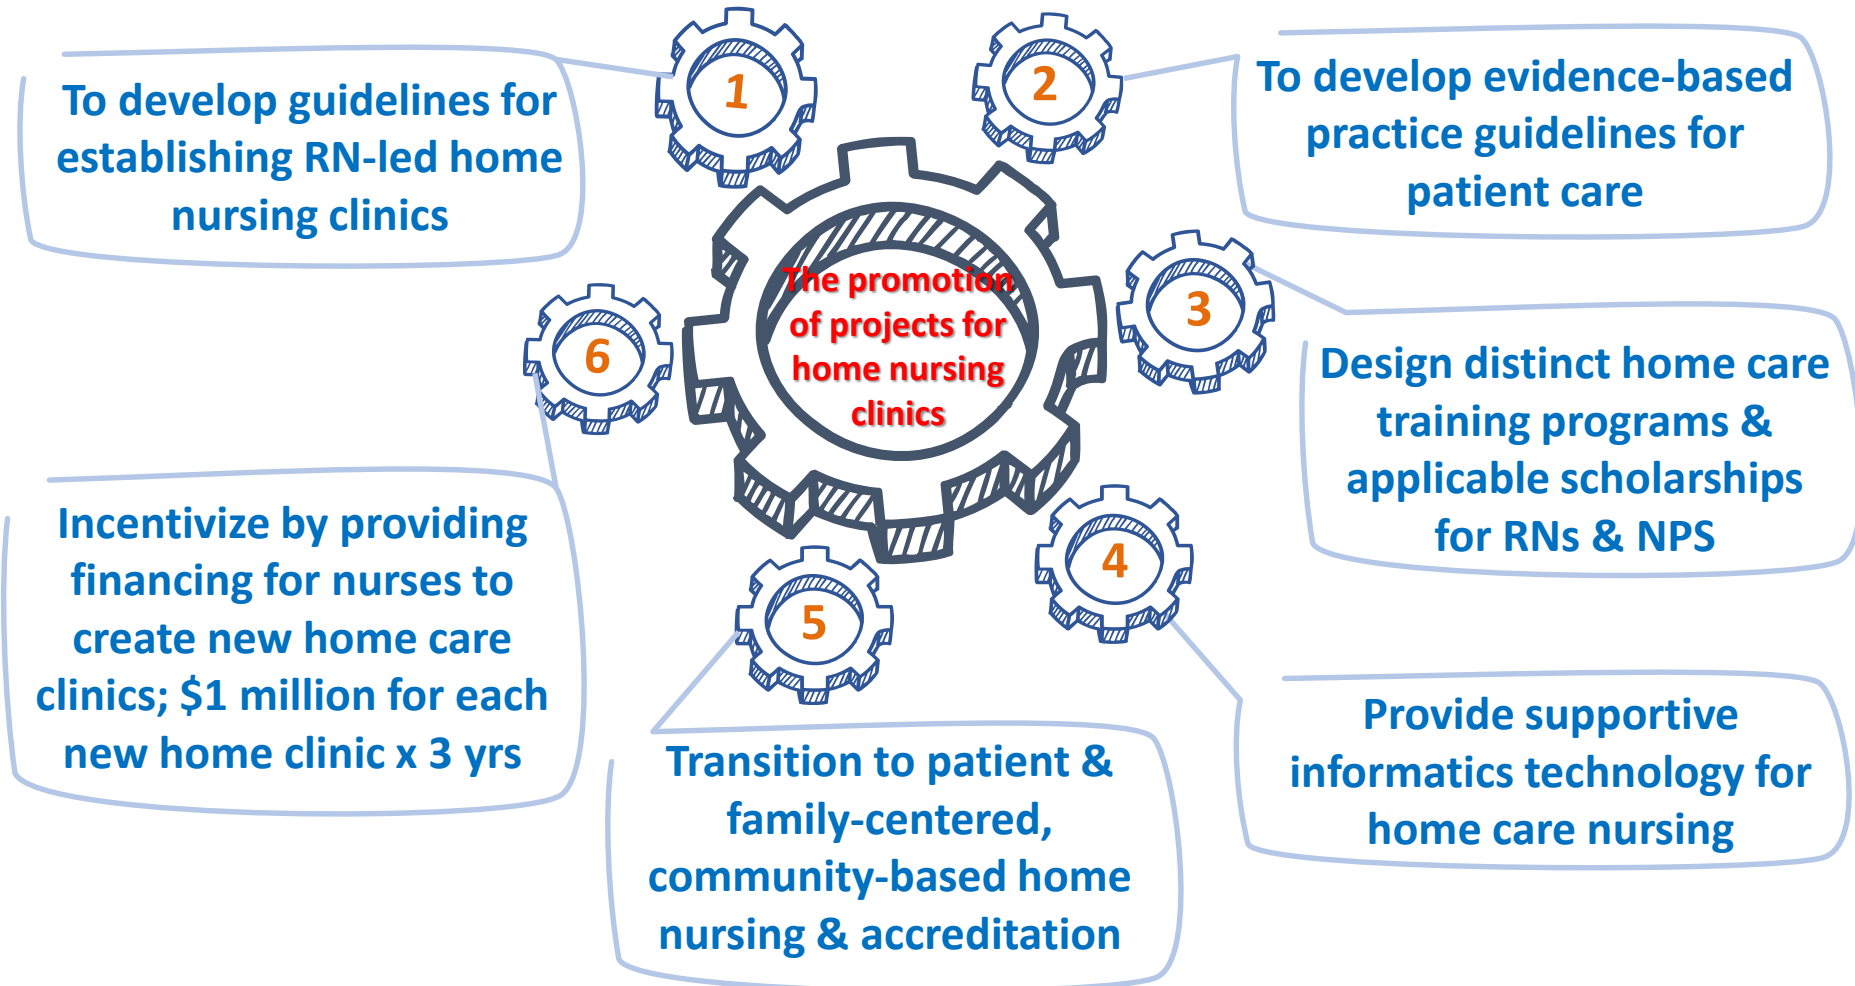 1
To develop guidelines for
establishing RN-led home
nursing clinics
2
To develop evidence-based
practice guidelines for
patient care
The promotion
of projects for
home nursing
clinics
3
Design distinct home care
training programs &
applicable scholarships
for RNs & NPS
4
Provide supportive
informatics technology for
home care nursing
5
Transition to patient &
family-centered,
community-based home
nursing & accreditation
6
Incentivize by providing
financing for nurses to
create new home care
clinics; $1 million for each
new home clinic x 3 yrs